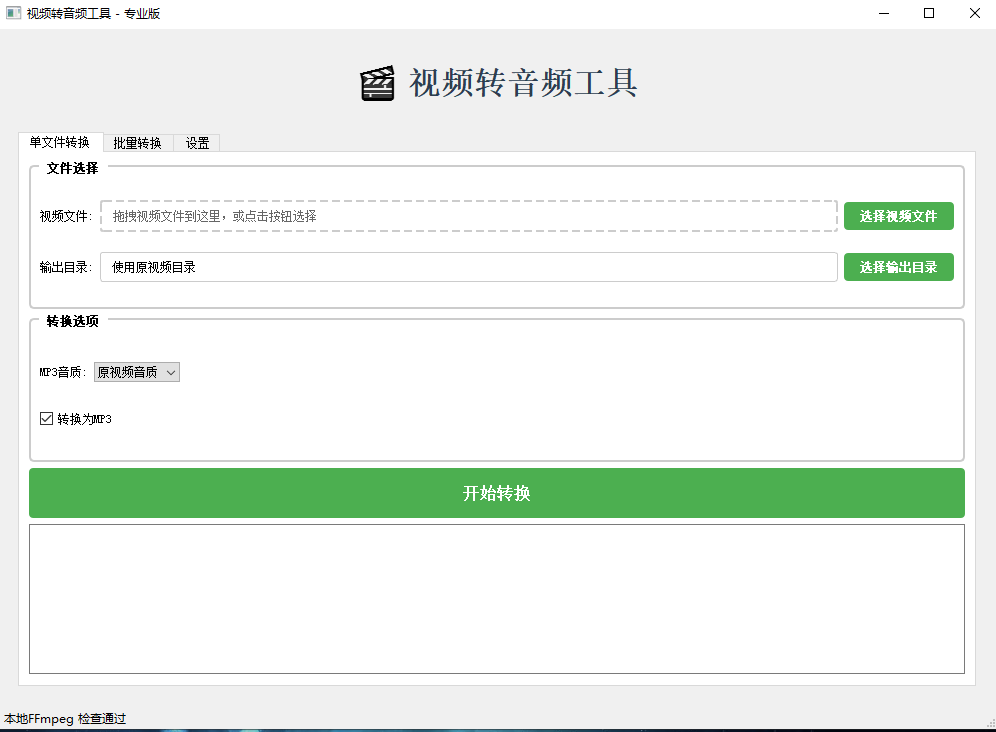 视频转音频工具 - 专业版
视频转音频工具
单文件转换 批量转换 设置
文件选择
视频文件: 拖拽视频文件到这里，或点击按钮选择 选择视频文件
输出目录: 使用原视频目录 选择输出目录
转换选项
MP3音质: 原视频音质
转换为MP3
开始转换
本地FFmpeg 检查通过